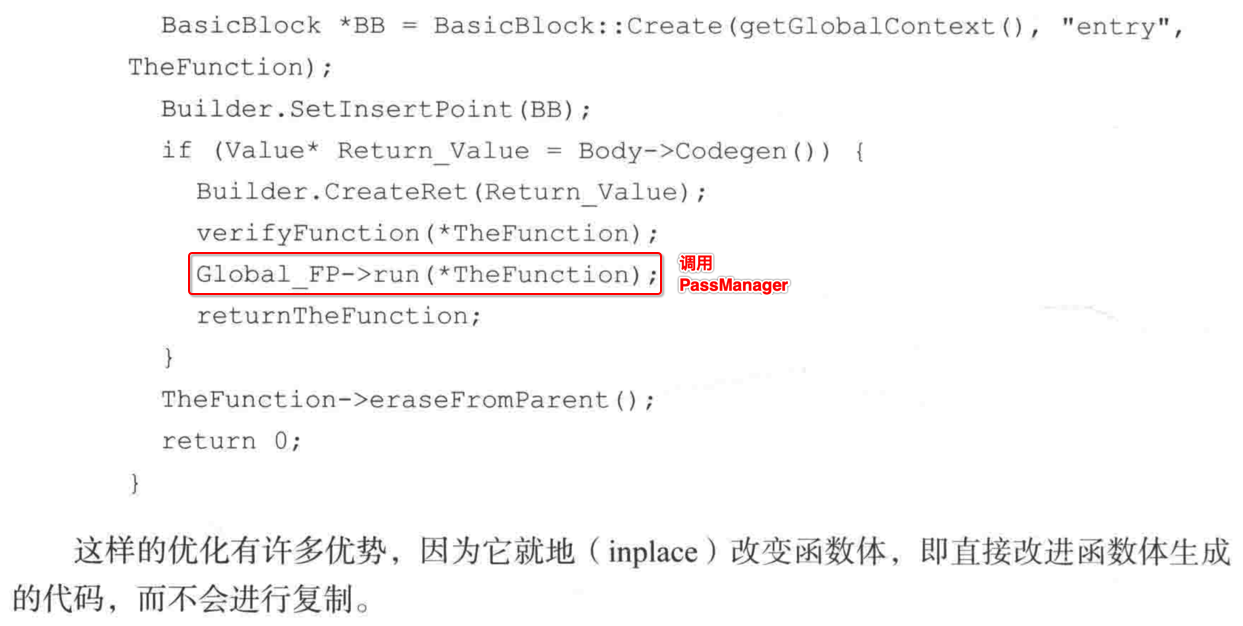 BasicBlock *BB = BasicBlock::Create(getGlobalContext(), "entry",
TheFunction);
Builder.SetInsertPoint(BB);
if (Value* Return_Value = Body->Codegen()) {
Builder.CreateRet(Return_Value);
verifyFunction(*TheFunction);
Global_FP->run(*TheFunction);
调用
PassManager
returnTheFunction;
}
TheFunction->eraseFromParent();
return 0;
}
这样的优化有许多优势，因为它就地（inplace）改变函数体，即直接改进函数体生成
的代码，而不会进行复制。